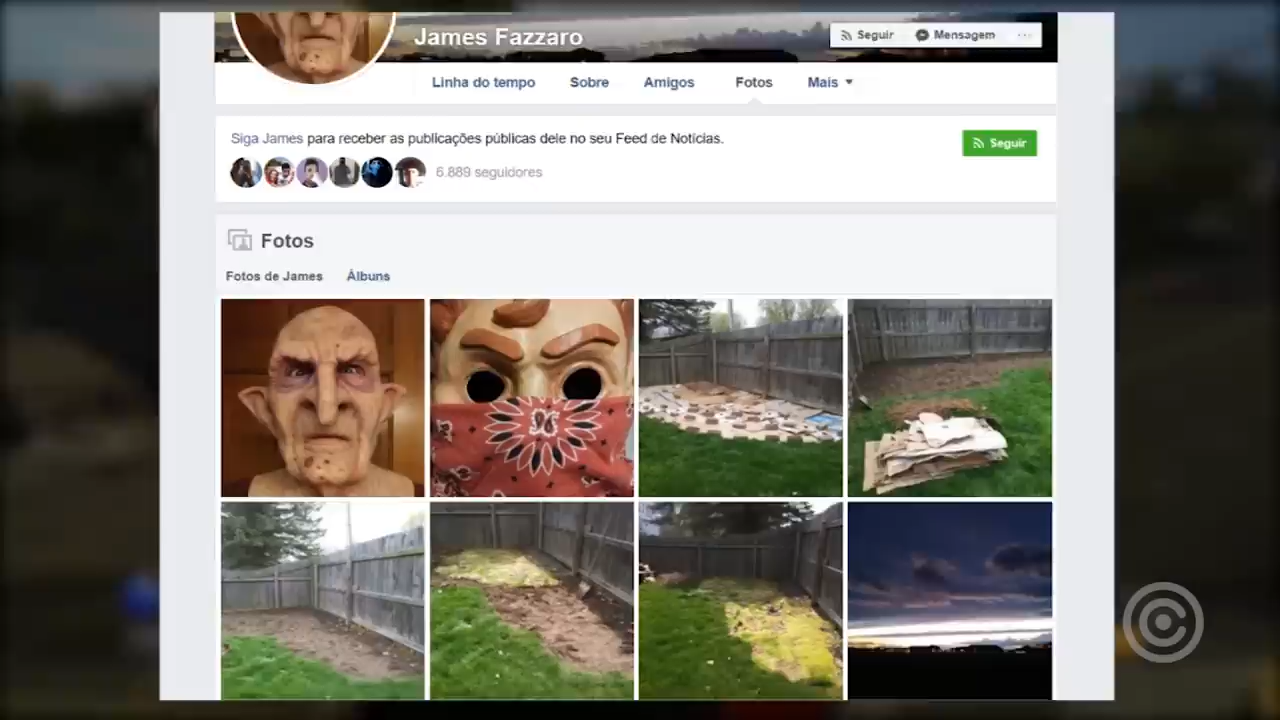 James Fazzaro
Seguir
Mensagem
Linha do tempo
Sobre
Amigos
Fotos
Mais
Siga James para receber as publicações públicas dele no seu Feed de Notícias.
Seguir
6.889 seguidores
Fotos
Fotos de James
Álbuns